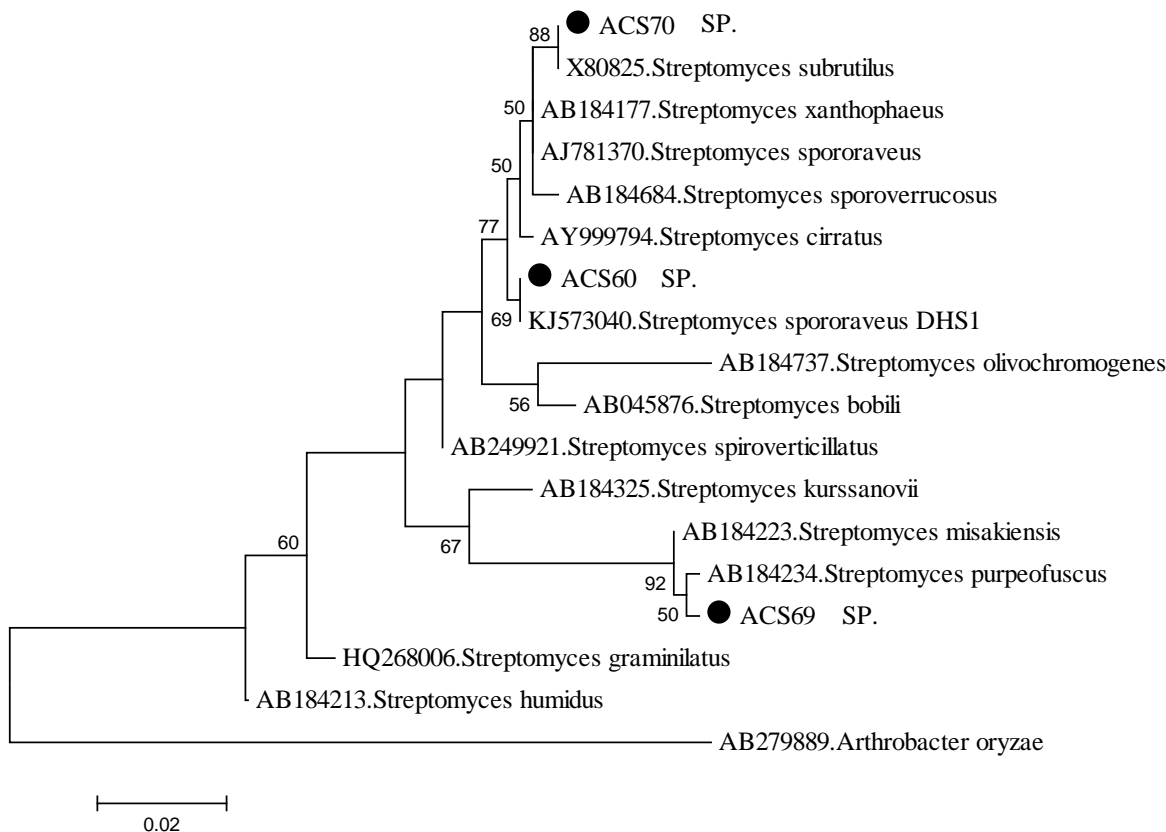 ACS70 SP.
88
X80825.Streptomyces subrutilus
50
AB184177.Streptomyces xanthophaeus
AJ781370.Streptomyces spororaveus
50
AB184684.Streptomyces sporoverrucosus
77
AY999794.Streptomyces cirratus
ACS60 SP.
69
KJ573040.Streptomyces spororaveus DHS1
AB184737.Streptomyces olivochromogenes
56
AB045876.Streptomyces bobili
AB249921.Streptomyces spiroverticillatus
AB184325.Streptomyces kurssanovii
67
AB184223.Streptomyces misakiensis
60
AB184234.Streptomyces purpeofuscus
92
50
ACS69 SP.
HQ268006.Streptomyces graminilatus
AB184213.Streptomyces humidus
AB279889.Arthrobacter oryzae
0.02